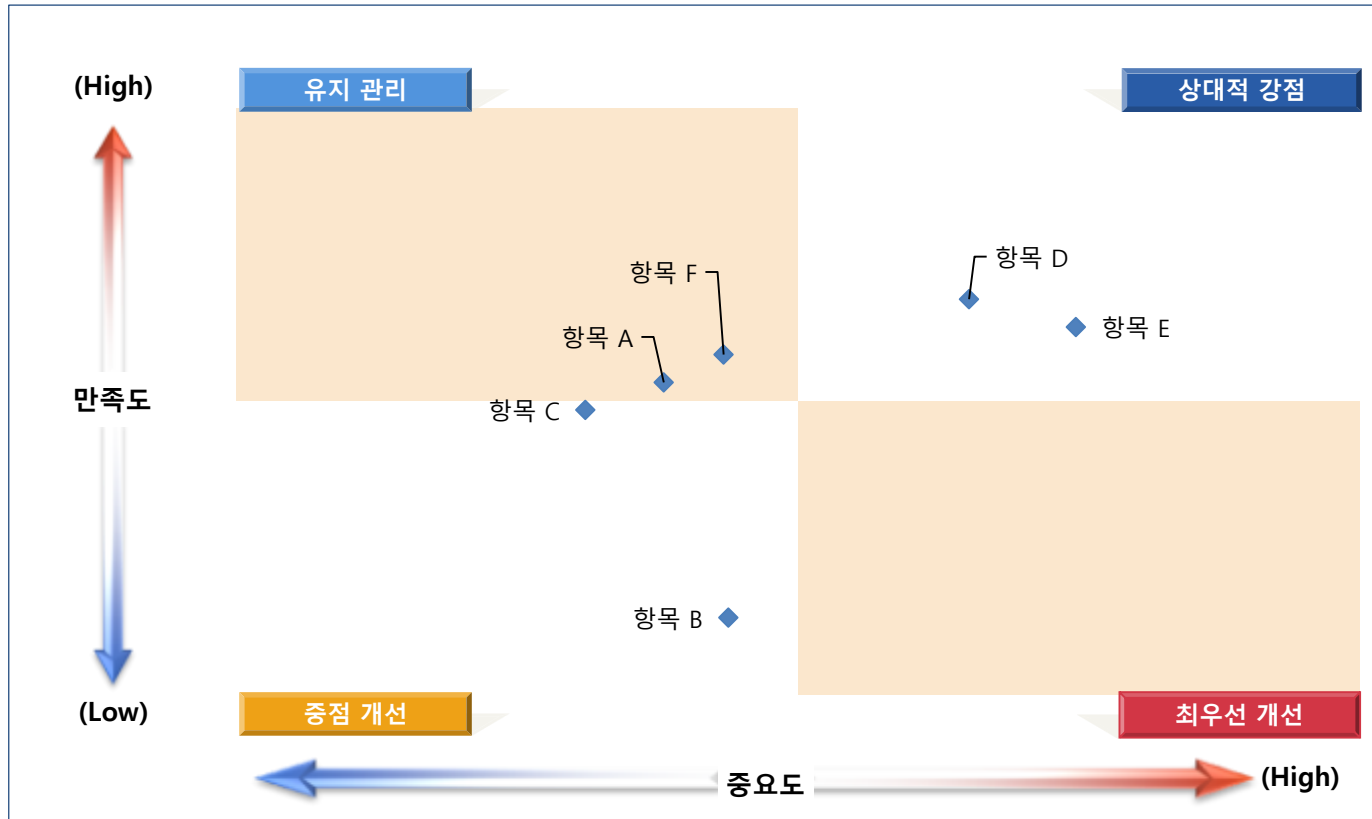 (High)
유지 관리
상대적 강점
항목 D
항목 F
항목 E
항목 A
만족도
항목 C
항목 B
(Low)
중점 개선
최우선 개선
중요도
(High)